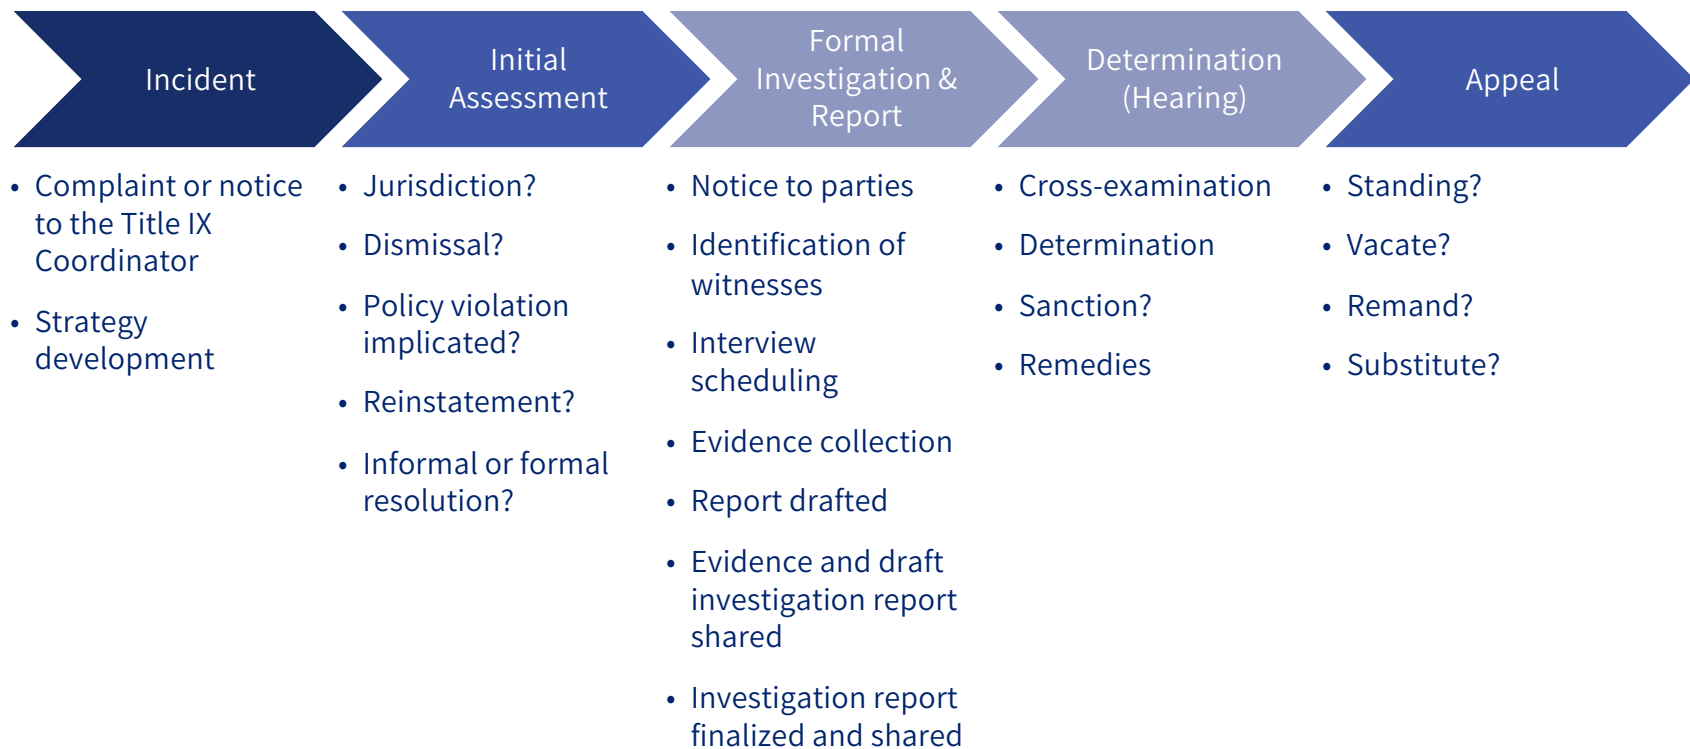 Incident
Initial
Assessment
Formal
Investigation &
Report
Determination
(Hearing)
Appeal
• Complaint or notice
to the Title IX
Coordinator
• Strategy
development
• Jurisdiction?
• Dismissal?
• Policy violation
implicated?
• Reinstatement?
• Informal or formal
resolution?
• Notice to parties
• Identification of
witnesses
• Interview
scheduling
• Evidence collection
• Report drafted
• Evidence and draft
investigation report
shared
• Investigation report
finalized and shared
• Cross-examination
• Determination
• Sanction?
• Remedies
• Standing?
• Vacate?
• Remand?
• Substitute?